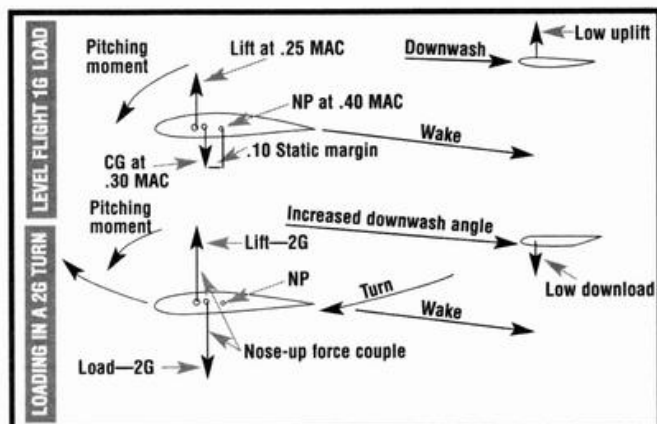 LEVEL FLIGHT 1G LOAD
Pitching
moment
Lift at .25 MAC
NP at .40 MAC
CG at
.30 MAC
.10 Static margin
Downwash
Low uplift
Wake
LOADING IN A 2G TURN
Pitching
moment
Lift—2G
NP
Load—2G
Nose-up force couple
Increased downwash angle
Turn
Wake
Low download